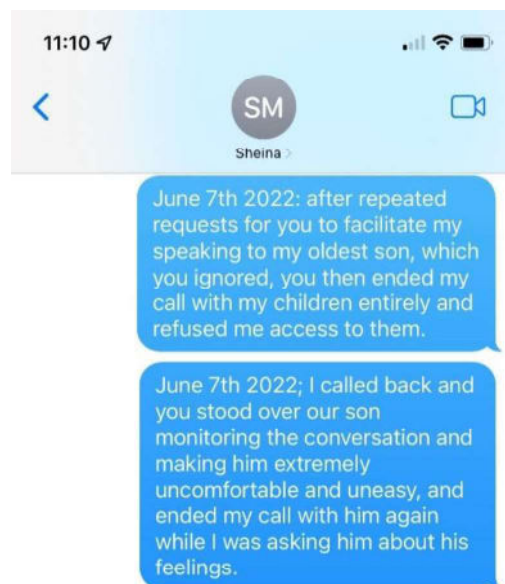 11:10
SM
Sheina
June 7th 2022: after repeated
requests for you to facilitate my
speaking to my oldest son, which
you ignored, you then ended my
call with my children entirely and
refused me access to them.
June 7th 2022; I called back and
you stood over our son
monitoring the conversation and
making him extremely
uncomfortable and uneasy, and
ended my call with him again
while I was asking him about his
feelings.